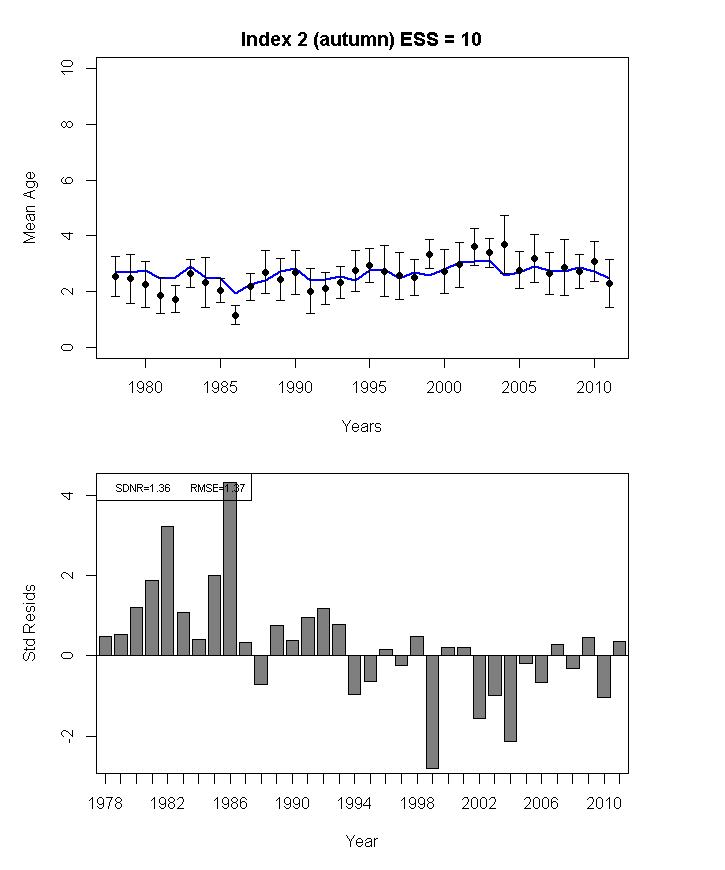 Index 2 (autumn) ESS = 10
Mean Age
10
8
6
4
2
0
1980 1985 1990 1995 2000 2005 2010
Years
SDNR=1.36 RMSE=1.37
Std Resids
4
2
0
-2
1978 1982 1986 1990 1994 1998 2002 2006 2010
Year